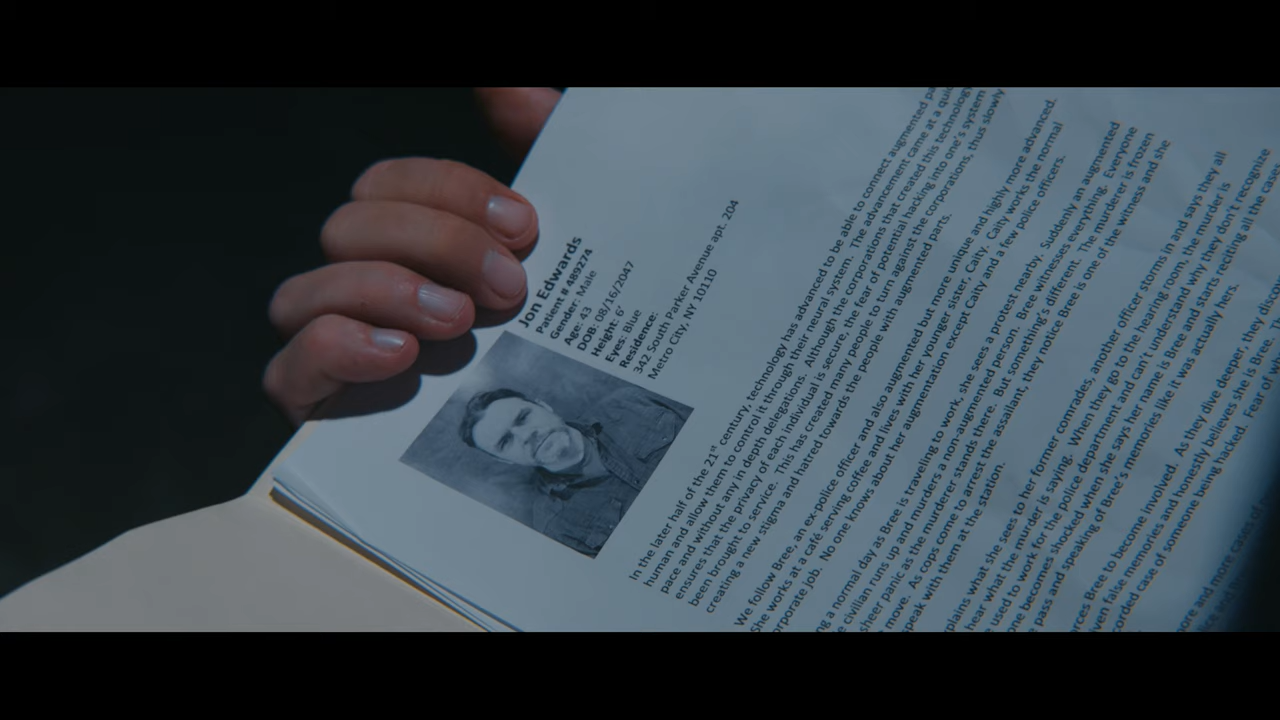 Jon Edwards
Patient # 489274
Gender: Male
Age: 43
DOB: 08/16/2047
Height: 6'
Eyes: Blue
Residence:
342 South Parker Avenue apt. 204
Metro City, NY 10110
In the later half of the 21st century, technology has advanced to be able to connect augmented
human and allow them to control it through their neural system. The advancement came at a
pace and without any in depth delegations. Although the corporations that created this technology
ensures that the privacy of each individual is secure, the fear of potential hacking into one's system
been brought to service. This has created many people to turn against the corporations, thus slowly
creating a new stigma and hatred towards the people with augmented parts.
We follow Bree, an ex-police officer and also augmented but more unique and highly more advanced.
She works at a café serving coffee and lives with her younger sister, Caity. Caity works the normal
orporate job. No one knows about her augmentation except Caity and a few police officers.
ng a normal day as Bree is traveling to work, she sees a protest nearby. Suddenly an augmented
e civilian runs up and murders a non-augmented person. Bree witnesses everything. Everyone
sheer panic as the murderer stands there. But something's different. The murderer is frozen
move. As cops come to arrest the assailant, they notice Bree is one of the witness and she
speak with them at the station.
plains what she sees to her former comrades, another officer storms in and says they all
hear what the murder is saying. When they go to the hearing room, the murder is
e used to work for the police department and can't understand why they don't recognize
one becomes shocked when she says her name is Bree and starts reciting all the cases
a pass and speaking of Bree's memories like it was actually hers.
arces Bree to become involved. As they dive deeper, they
iven false memories and honestly believes she is Bree.
orded case of someone being hacked. Fear of
ore and more cases